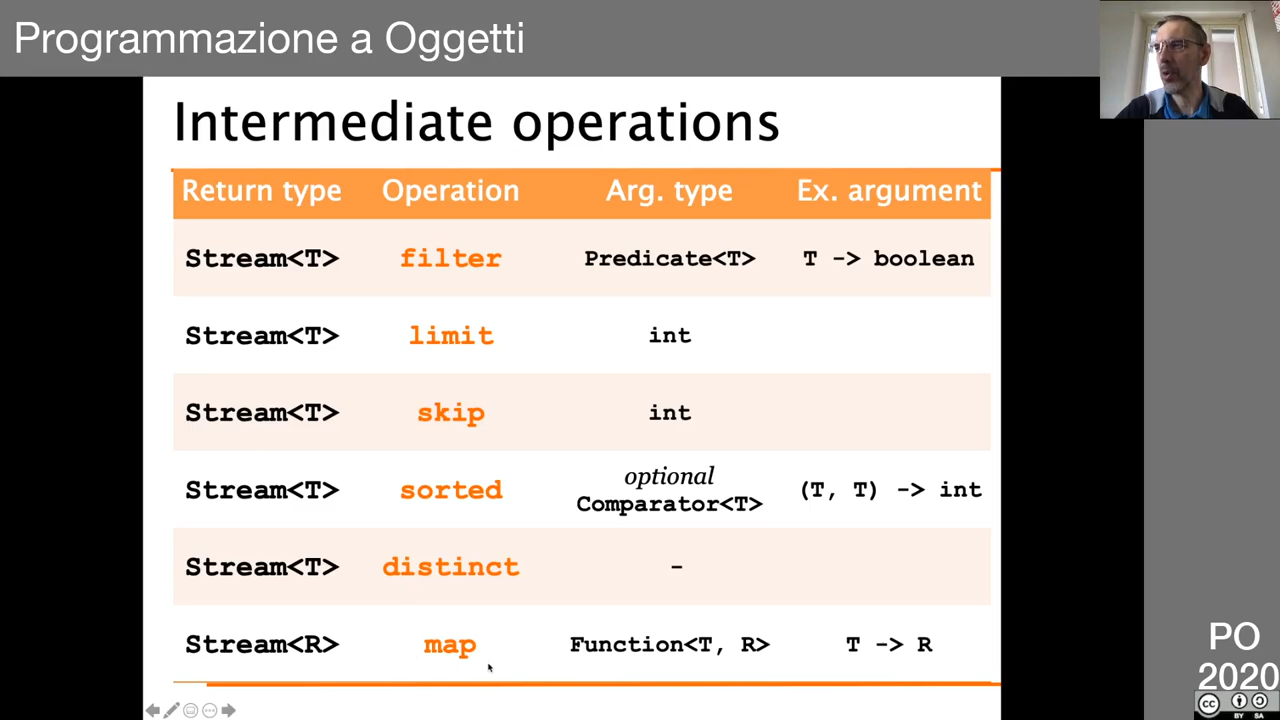 Programmazione a Oggetti
Intermediate operations
Return type Operation Arg. type Ex. argument
Stream<T> filter Predicate<T> T -> boolean
Stream<T> limit int
Stream<T> skip int
Stream<T> sorted optional Comparator<T> (T, T) -> int
Stream<T> distinct -
Stream<R> map Function<T, R> T -> R
PO
2020
cc
BY SA